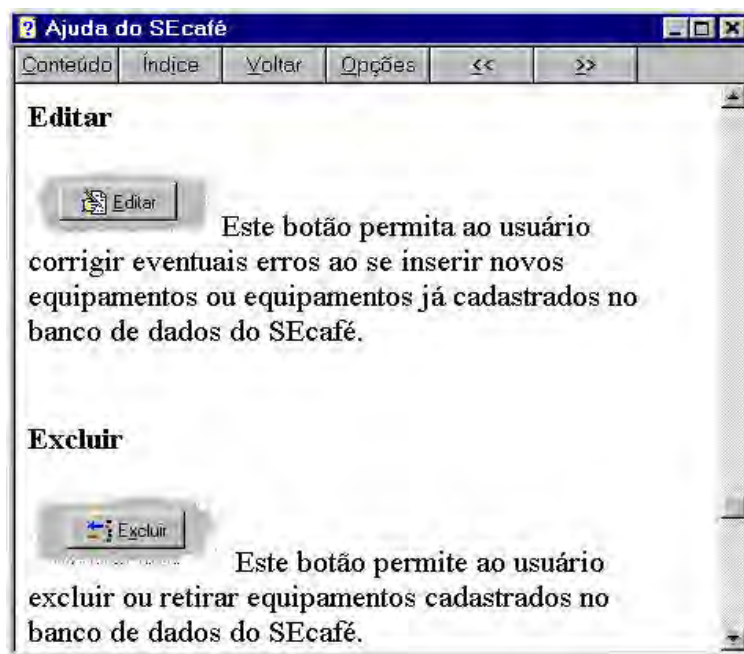 Ajuda do SEcafé
Conteúdo Índice Voltar Opções << >>
Editar
Editar Este botão permita ao usuário
corrigir eventuais erros ao se inserir novos
equipamentos ou equipamentos já cadastrados no
banco de dados do SEcafé.
Excluir
Excluir Este botão permite ao usuário
excluir ou retirar equipamentos cadastrados no
banco de dados do SEcafé.